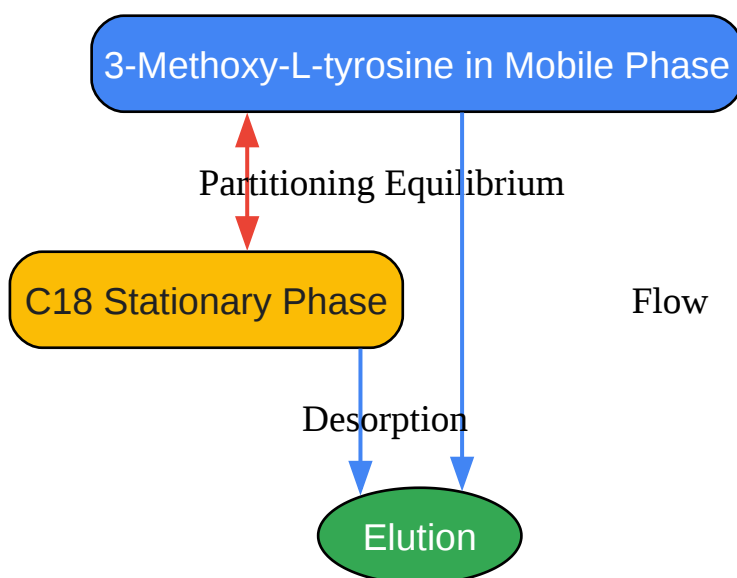 3-Methoxy-L-tyrosine in Mobile Phase
Partitioning Equilibrium
C18 Stationary Phase
Flow
Desorption
Elution